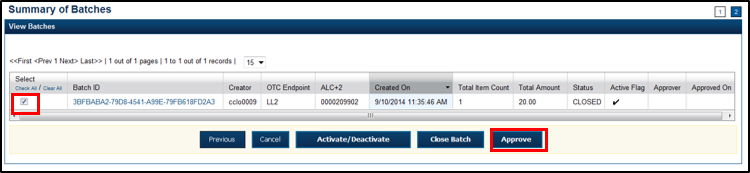 Summary of Batches
1 2
View Batches
<<First <Prev 1 Next> Last>> | 1 out of 1 pages | 1 to 1 out of 1 records | 15
Select
Check All / Clear All Batch ID Creator OTC Endpoint ALC+2 Created On Total Item Count Total Amount Status Active Flag Approver Approved On
3BFBABA2-79D8-4541-A99E-79FB618FD2A3 cclo0009 LL2 0000209902 9/10/2014 11:35:46 AM 1 20.00 CLOSED ✔
Previous Cancel Activate/Deactivate Close Batch Approve